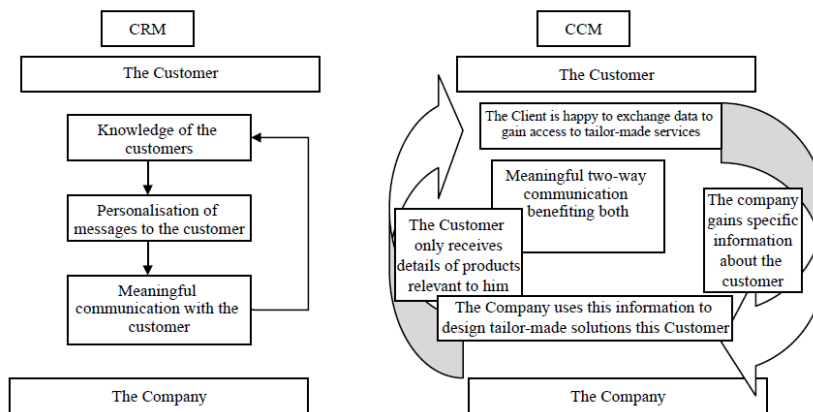 CRM
The Customer
Knowledge of the
customers
Personalisation of
messages to the customer
Meaningful
communication with the
customer
The Company
CCM
The Customer
The Client is happy to exchange data to
gain access to tailor-made services
Meaningful two-way
communication
benefiting both
The company
gains specific
information
about the
customer
The Customer
only receives
details of products
relevant to him
The Company uses this information to
design tailor-made solutions this Customer
The Company